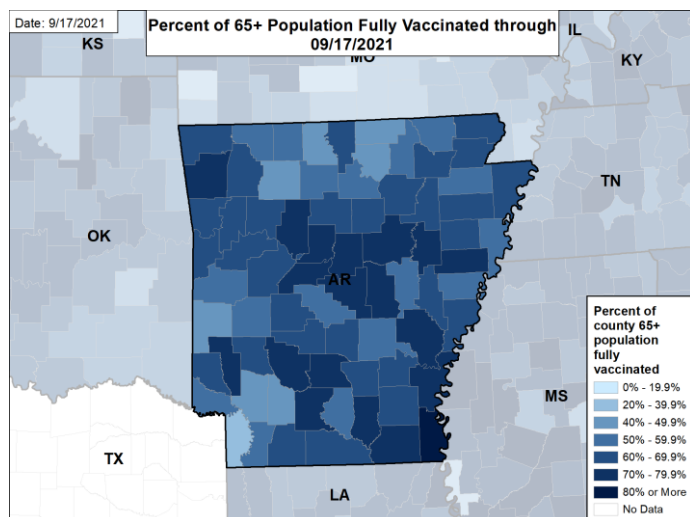 Date: 9/17/2021
Percent of 65+ Population Fully Vaccinated through
09/17/2021
KS
MO
IL
KY
TN
OK
AR
MS
TX
LA
Percent of
county 65+
population
fully
vaccinated
0% - 19.9%
20% - 39.9%
40% - 49.9%
50% - 59.9%
60% - 69.9%
70% - 79.9%
80% or More
No Data